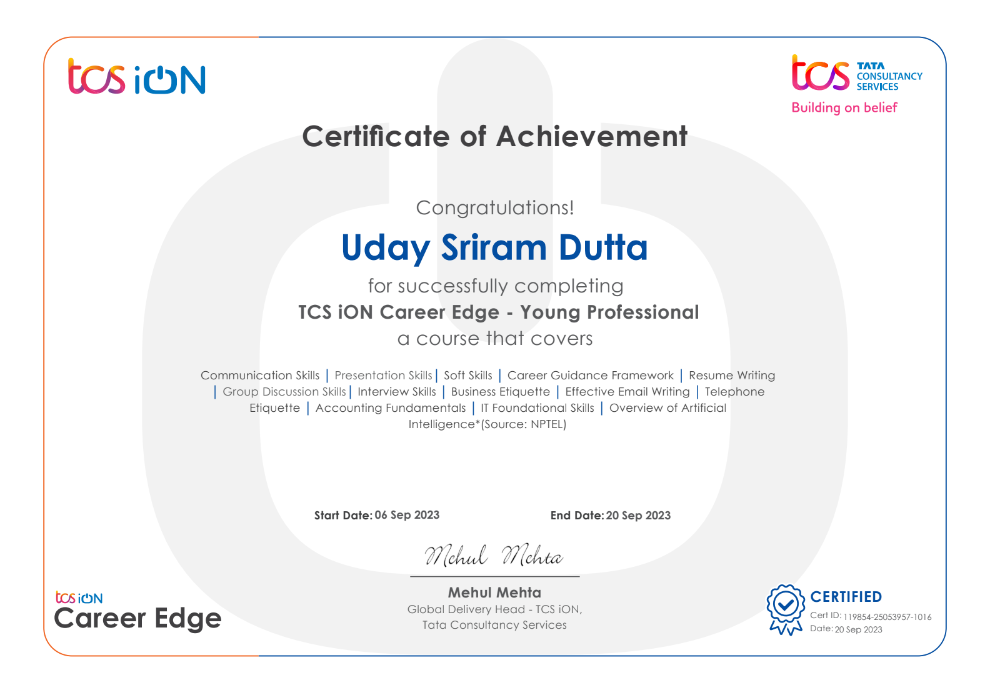 tcs iON
tcs TATA
CONSULTANCY
SERVICES
Building on belief
Certificate of Achievement
Congratulations!
Uday Sriram Dutta
for successfully completing
TCS iON Career Edge - Young Professional
a course that covers
Communication Skills | Presentation Skills | Soft Skills | Career Guidance Framework | Resume Writing
| Group Discussion Skills | Interview Skills | Business Etiquette | Effective Email Writing | Telephone
Etiquette | Accounting Fundamentals | IT Foundational Skills | Overview of Artificial
Intelligence*(Source: NPTEL)
Start Date: 06 Sep 2023 End Date: 20 Sep 2023
Mehul Mehta
Mehul Mehta
Global Delivery Head - TCS iON,
Tata Consultancy Services
tcs iON
Career Edge
CERTIFIED
Cert ID: 119854-25053957-1016
Date: 20 Sep 2023